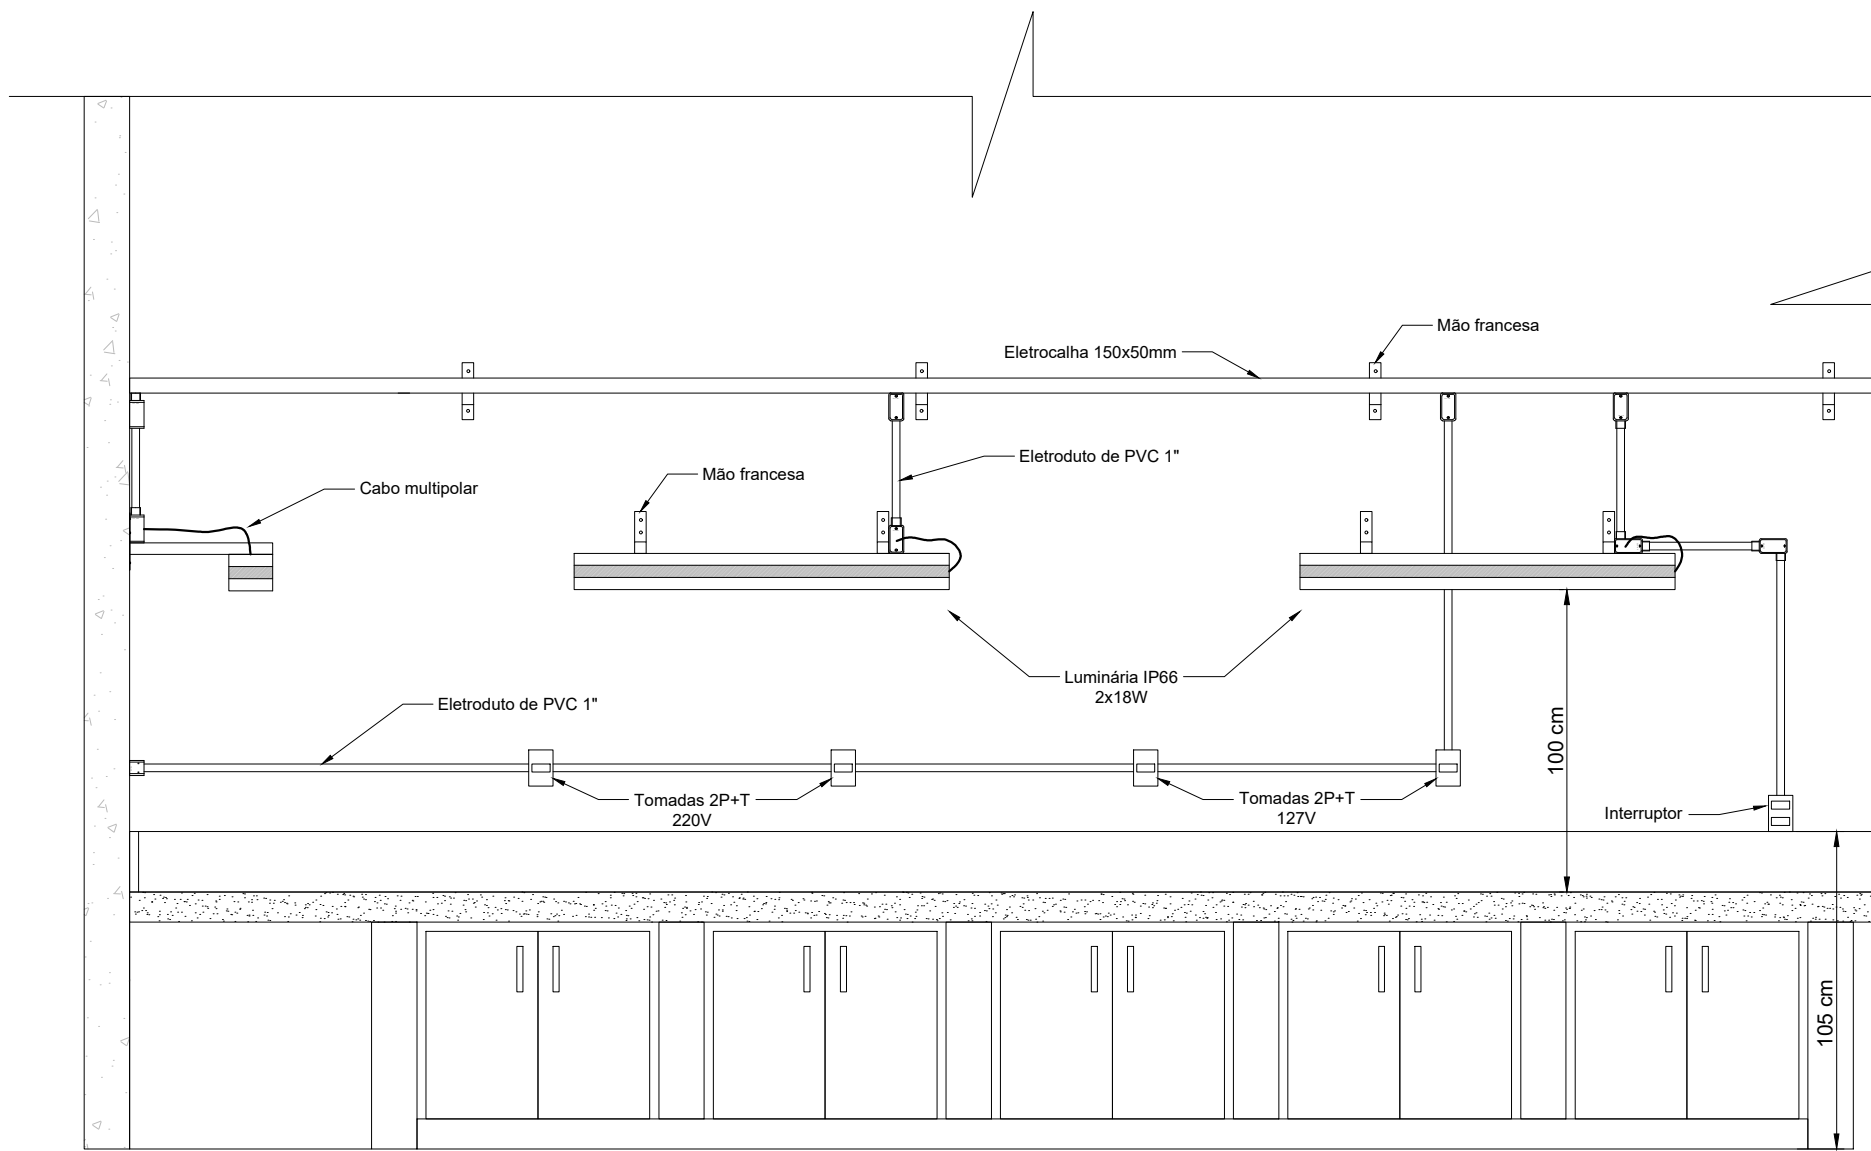 Mão francesa
Eletrocalha 150x50mm
Eletroduto de PVC 1"
Mão francesa
Cabo multipolar
Luminária IP66
2x18W
Eletroduto de PVC 1"
100 cm
Tomadas 2P+T
220V
Tomadas 2P+T
127V
Interruptor
105 cm